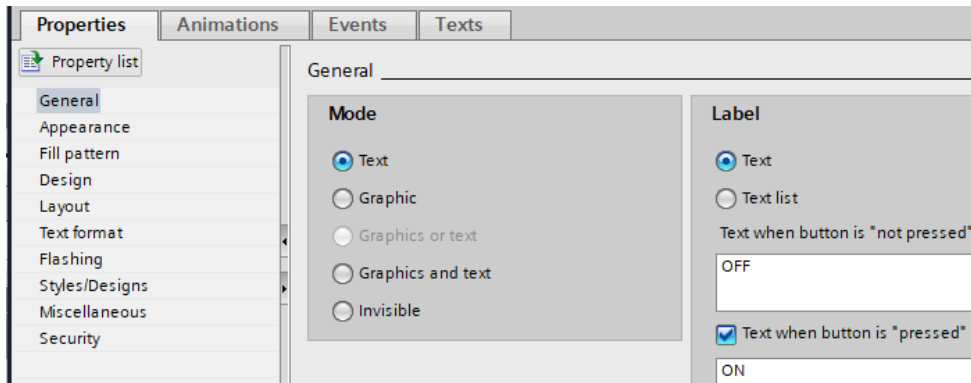 Properties
Animations
Events
Texts
Property list
General
Appearance
Fill pattern
Design
Layout
Text format
Flashing
Styles/Designs
Miscellaneous
Security
General
Mode
Text
Graphic
Graphics or text
Graphics and text
Invisible
Label
Text
Text list
Text when button is "not pressed"
OFF
Text when button is "pressed"
ON